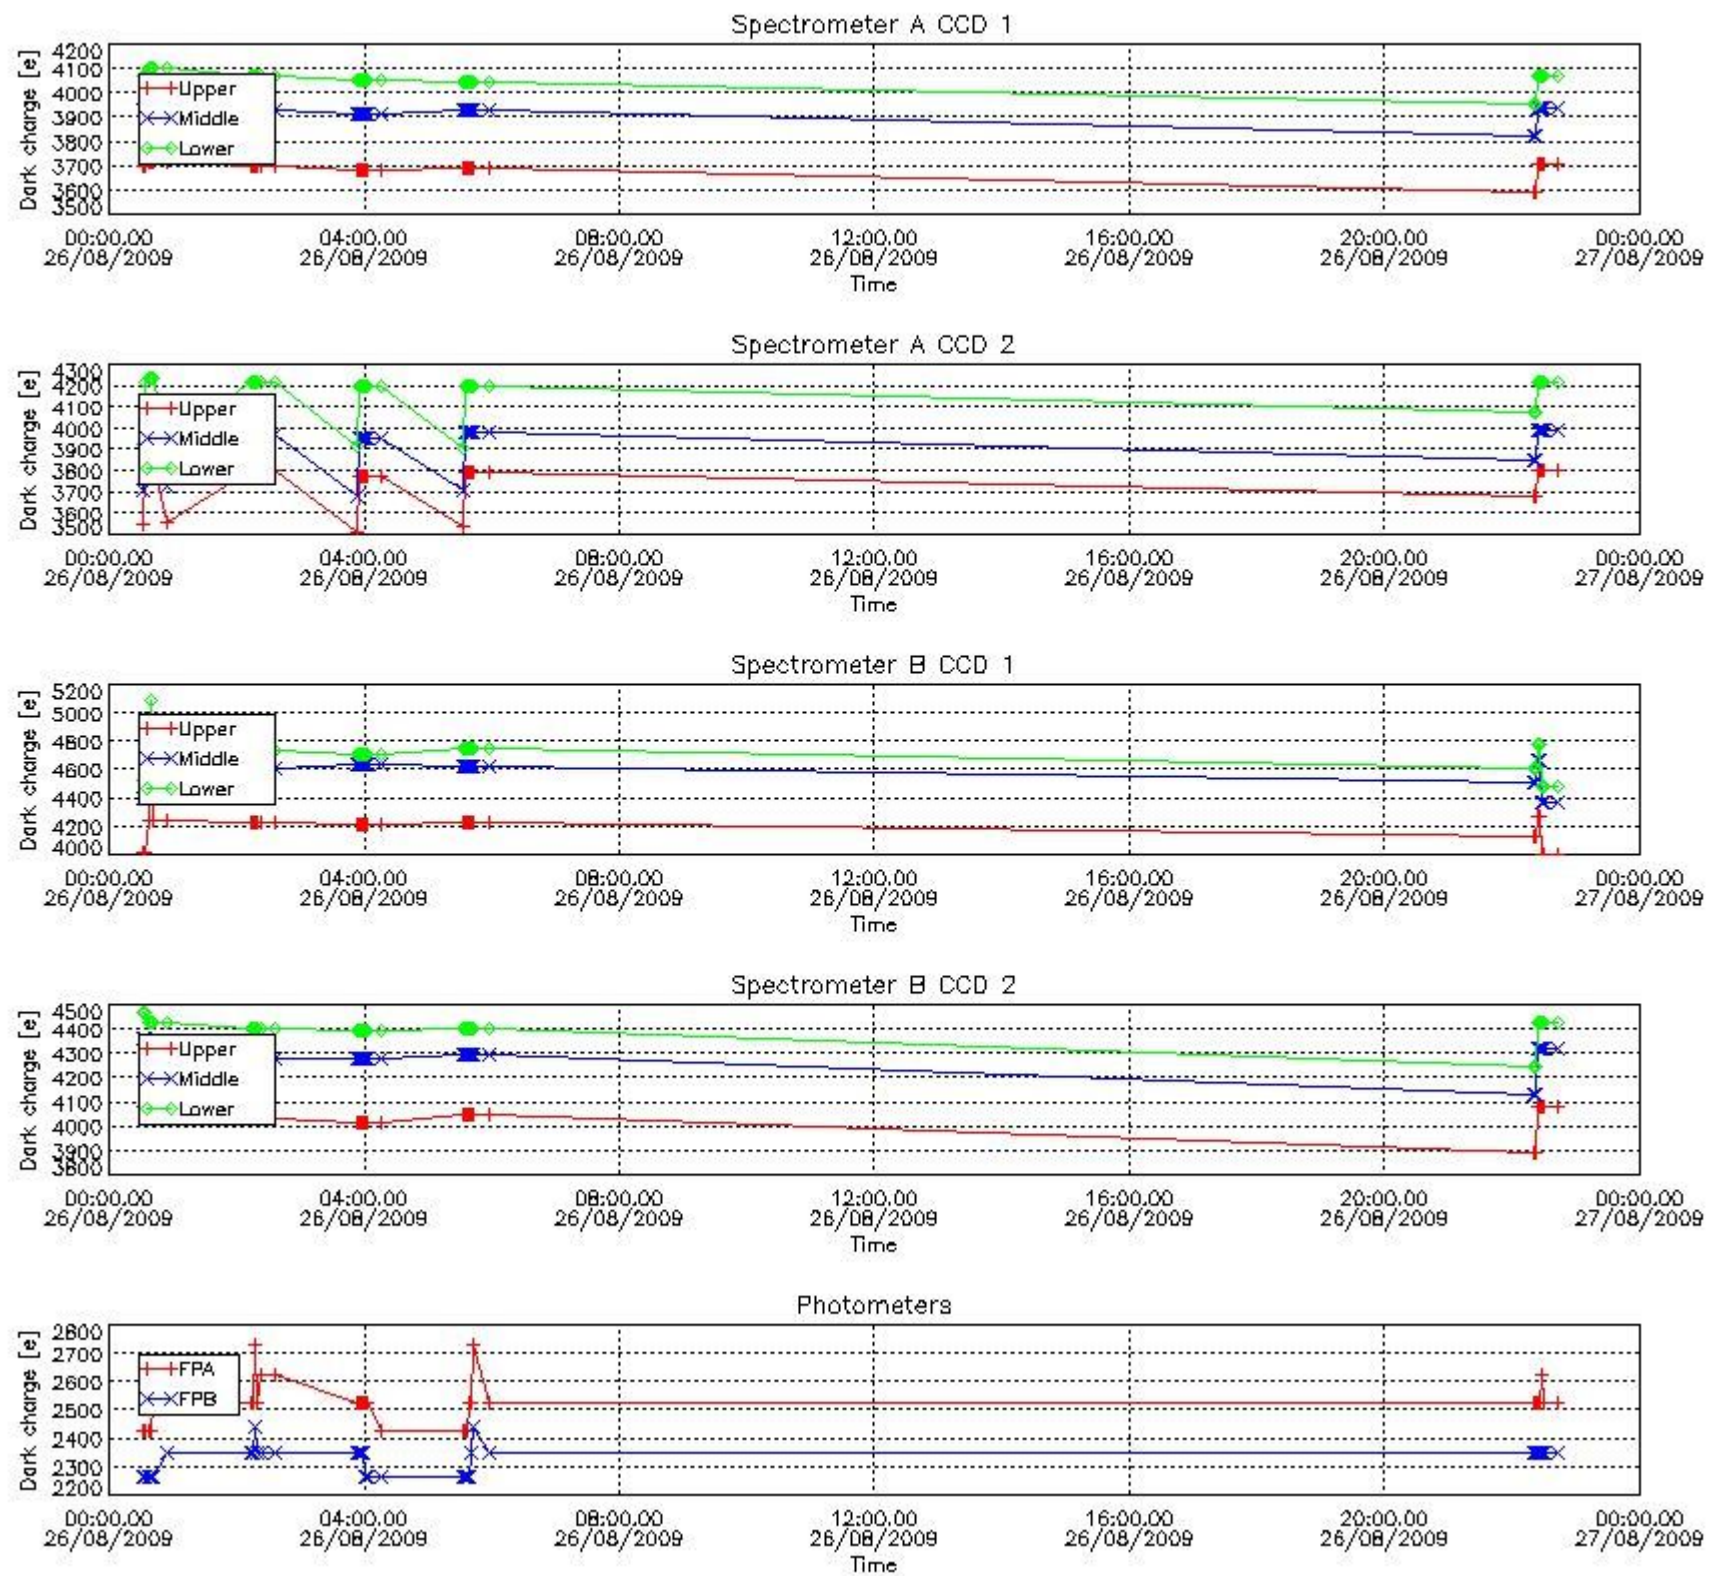 Spectrometer A CCD 1
Dark charge [e]
4200
4100
4000
3900
3800
3700
3600
3500
Upper
Middle
Lower
00:00.00 04:00.00 08:00.00 12:00.00 16:00.00 20:00.00 00:00.00
26/08/2009 26/08/2009 26/08/2009 26/08/2009 26/08/2009 26/08/2009 27/08/2009
Time
Spectrometer A CCD 2
Dark charge [e]
4300
4200
4100
4000
3900
3800
3700
3600
3500
Upper
Middle
Lower
00:00.00 04:00.00 08:00.00 12:00.00 16:00.00 20:00.00 00:00.00
26/08/2009 26/08/2009 26/08/2009 26/08/2009 26/08/2009 26/08/2009 27/08/2009
Time
Spectrometer B CCD 1
Dark charge [e]
5200
5000
4800
4600
4400
4200
4000
Upper
Middle
Lower
00:00.00 04:00.00 08:00.00 12:00.00 16:00.00 20:00.00 00:00.00
26/08/2009 26/08/2009 26/08/2009 26/08/2009 26/08/2009 26/08/2009 27/08/2009
Time
Spectrometer B CCD 2
Dark charge [e]
4500
4400
4300
4200
4100
4000
3900
3800
Upper
Middle
Lower
00:00.00 04:00.00 08:00.00 12:00.00 16:00.00 20:00.00 00:00.00
26/08/2009 26/08/2009 26/08/2009 26/08/2009 26/08/2009 26/08/2009 27/08/2009
Time
Photometers
Dark charge [e]
2800
2700
2600
2500
2400
2300
2200
FPA
FPB
00:00.00 04:00.00 08:00.00 12:00.00 16:00.00 20:00.00 00:00.00
26/08/2009 26/08/2009 26/08/2009 26/08/2009 26/08/2009 26/08/2009 27/08/2009
Time